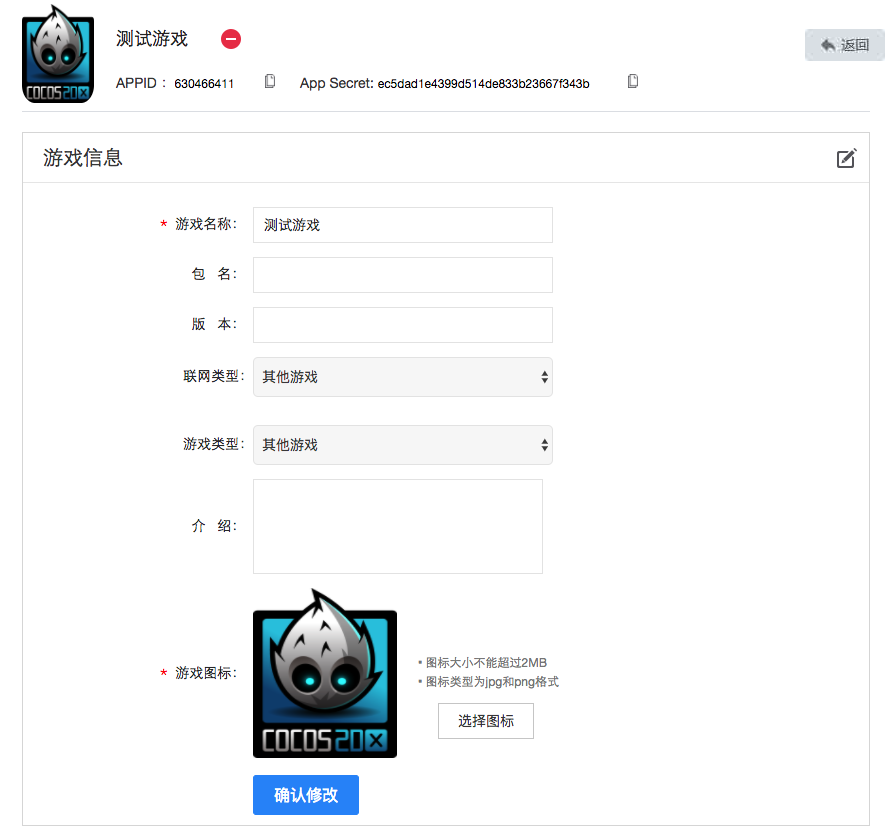 测试游戏
返回
COCOS2DX
APPID： 630466411
App Secret: ec5dad1e4399d514de833b23667f343b
游戏信息
* 游戏名称： 测试游戏
包 名：
版 本：
联网类型： 其他游戏
游戏类型： 其他游戏
介 绍：
* 游戏图标：
COCOS2DX
• 图标大小不能超过2MB
• 图标类型为jpg和png格式
选择图标
确认修改